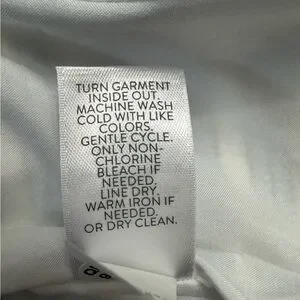 TURN GARMENT
INSIDE OUT.
MACHINE WASH
COLD WITH LIKE
COLORS.
GENTLE CYCLE.
ONLY NON-
CHLORINE
BLEACH IF
NEEDED.
LINE DRY.
WARM IRON IF
NEEDED.
OR DRY CLEAN.